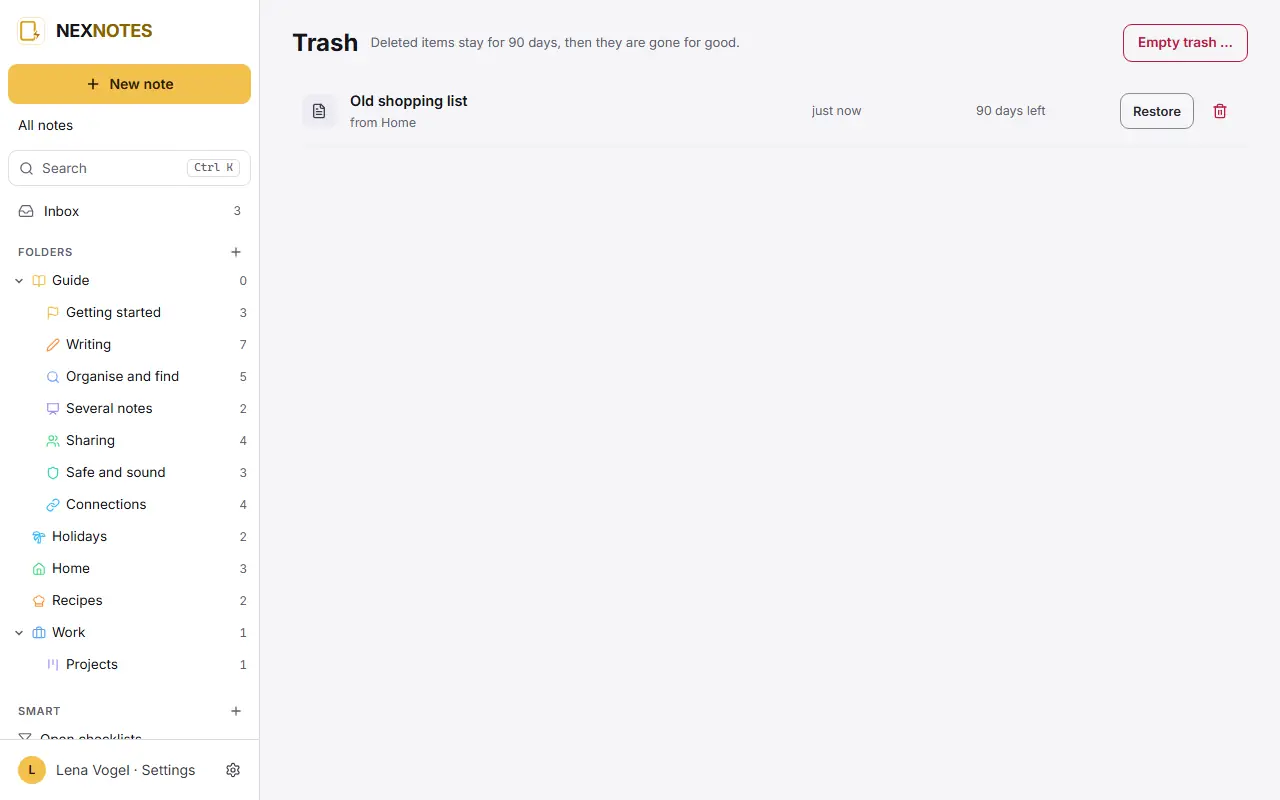 NEXNOTES
+ New note
All notes
Search Ctrl K
Inbox 3
FOLDERS +
Guide 0
Getting started 3
Writing 7
Organise and find 5
Several notes 2
Sharing 4
Safe and sound 3
Connections 4
Holidays 2
Home 3
Recipes 2
Work 1
Projects 1
SMART +
Open checklists
L Lena Vogel · Settings
Trash Deleted items stay for 90 days, then they are gone for good. Empty trash ...
Old shopping list
from Home
just now 90 days left Restore